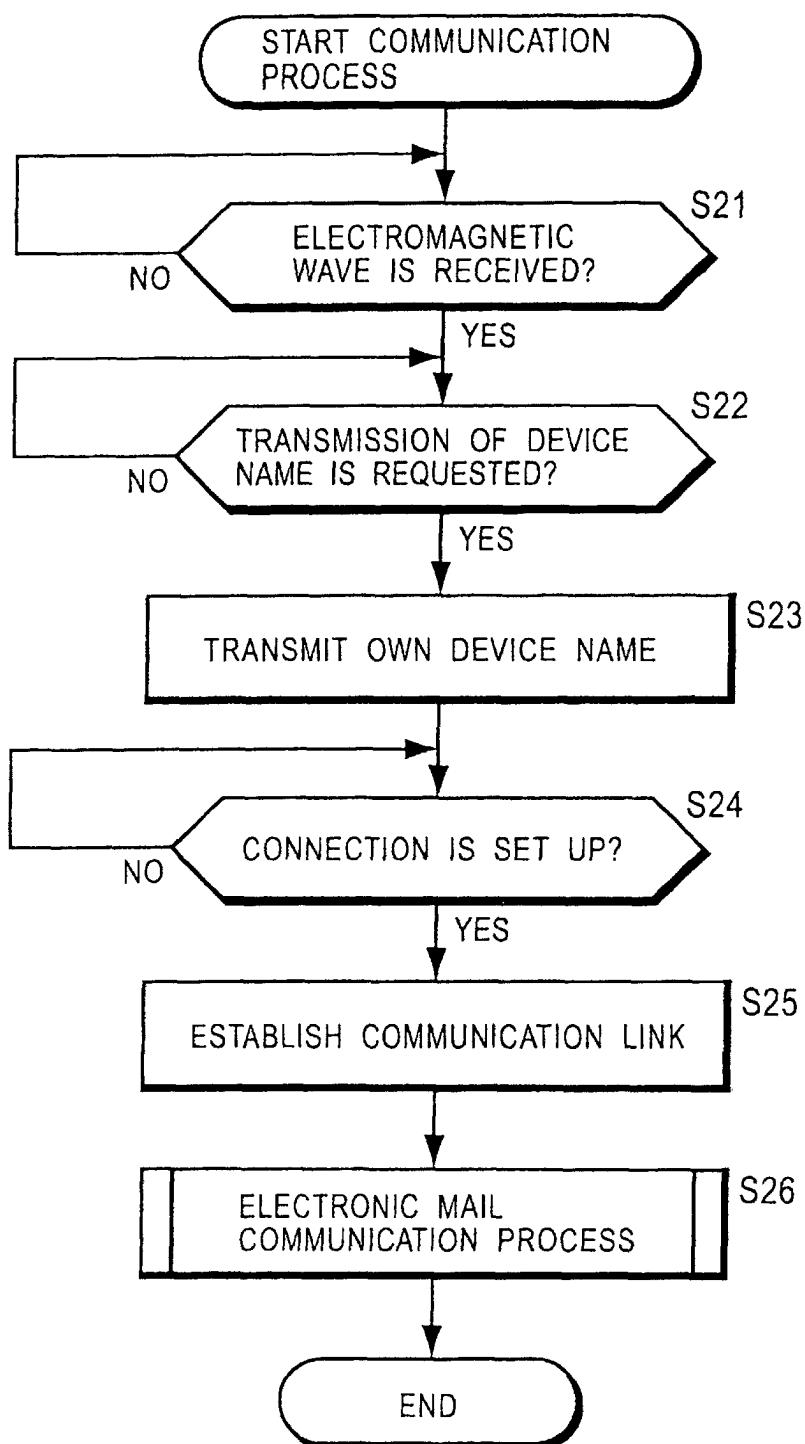 START COMMUNICATION
PROCESS
S21
ELECTROMAGNETIC
WAVE IS RECEIVED?
NO
YES
S22
TRANSMISSION OF DEVICE
NAME IS REQUESTED?
NO
YES
S23
TRANSMIT OWN DEVICE NAME
S24
CONNECTION IS SET UP?
NO
YES
S25
ESTABLISH COMMUNICATION LINK
S26
ELECTRONIC MAIL
COMMUNICATION PROCESS
END